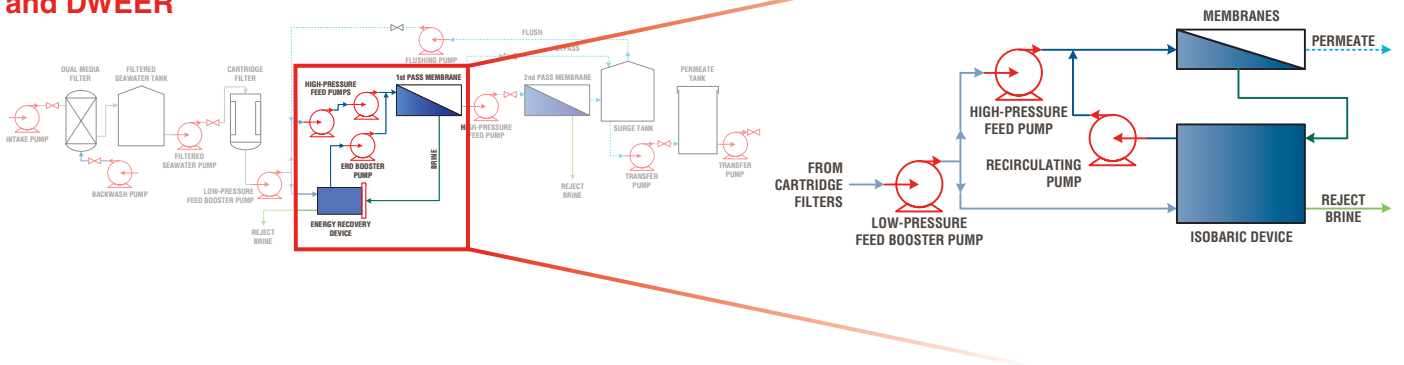 and DWEER
FLUSH
BYPASS
FLUSHING PUMP
DUAL MEDIA
FILTER
FILTERED
SEAWATER TANK
CARTRIDGE
FILTER
HIGH-PRESSURE
FEED PUMPS
1st PASS MEMBRANE
2nd PASS MEMBRANE
PERMEATE
TANK
INTAKE PUMP
BACKWASH PUMP
FILTERED
SEAWATER PUMP
LOW-PRESSURE
FEED BOOSTER PUMP
ERD BOOSTER
PUMP
BRINE
HIGH-PRESSURE
FEED PUMP
SURGE TANK
TRANSFER
PUMP
TRANSFER
PUMP
REJECT
BRINE
ENERGY RECOVERY
DEVICE
REJECT
BRINE
MEMBRANES
PERMEATE
HIGH-PRESSURE
FEED PUMP
RECIRCULATING
PUMP
FROM
CARTRIDGE
FILTERS
LOW-PRESSURE
FEED BOOSTER PUMP
ISOBARIC DEVICE
REJECT
BRINE